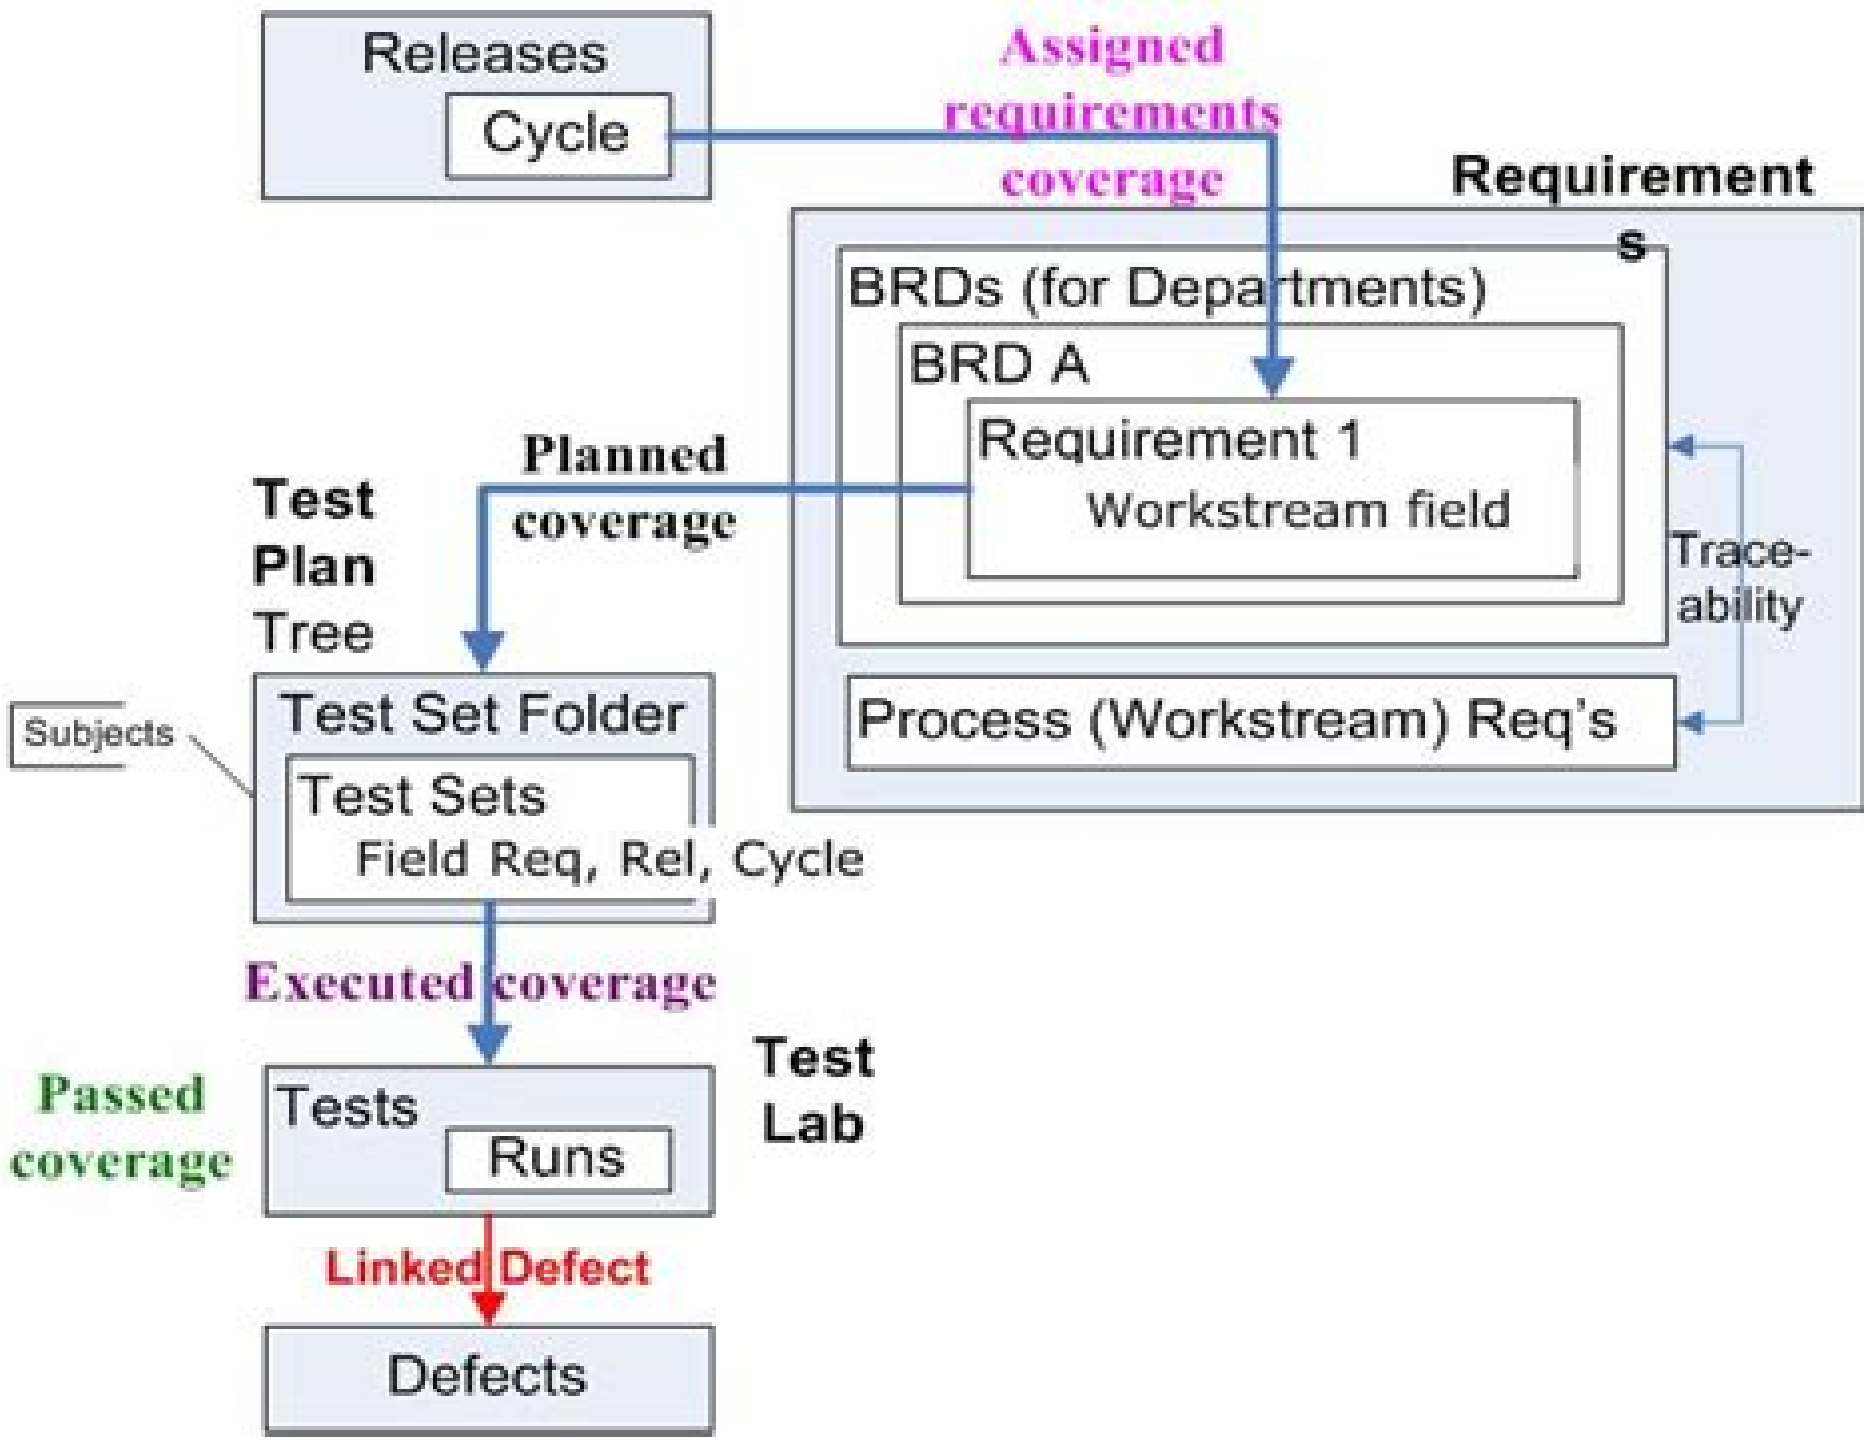 Releases
Cycle
Assigned
requirements
coverage
Requirement
s
BRDs (for Departments)
BRD A
Requirement 1
Workstream field
Trace-
ability
Process (Workstream) Req's
Planned
coverage
Test
Plan
Tree
Subjects
Test Set Folder
Test Sets
Field Req, Rel, Cycle
Executed coverage
Passed
coverage
Tests
Runs
Test
Lab
Linked Defect
Defects